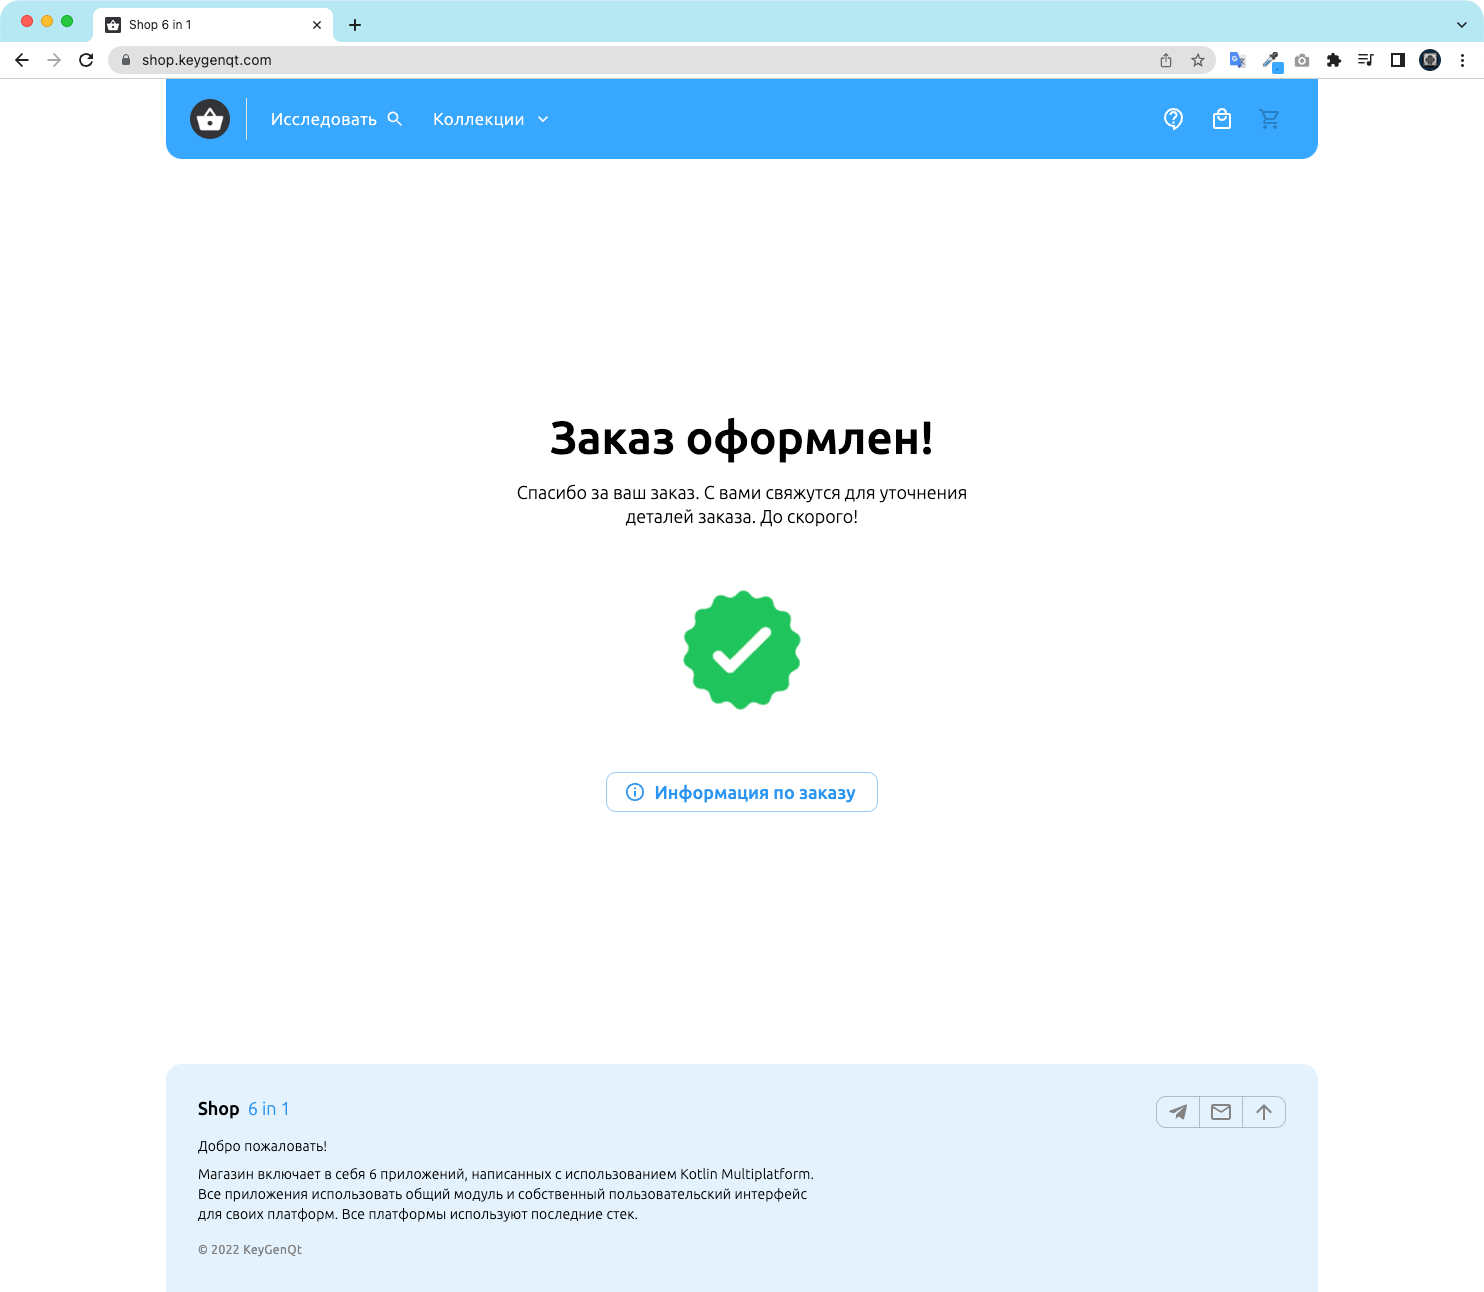 Shop 6 in 1
shop.keygenqt.com
Исследовать
Коллекции
Заказ оформлен!
Спасибо за ваш заказ. С вами свяжутся для уточнения
деталей заказа. До скорого!
Информация по заказу
Shop 6 in 1
Добро пожаловать!
Магазин включает в себя 6 приложений, написанных с использованием Kotlin Multiplatform.
Все приложения использовать общий модуль и собственный пользовательский интерфейс
для своих платформ. Все платформы используют последние стек.
© 2022 KeyGenQt